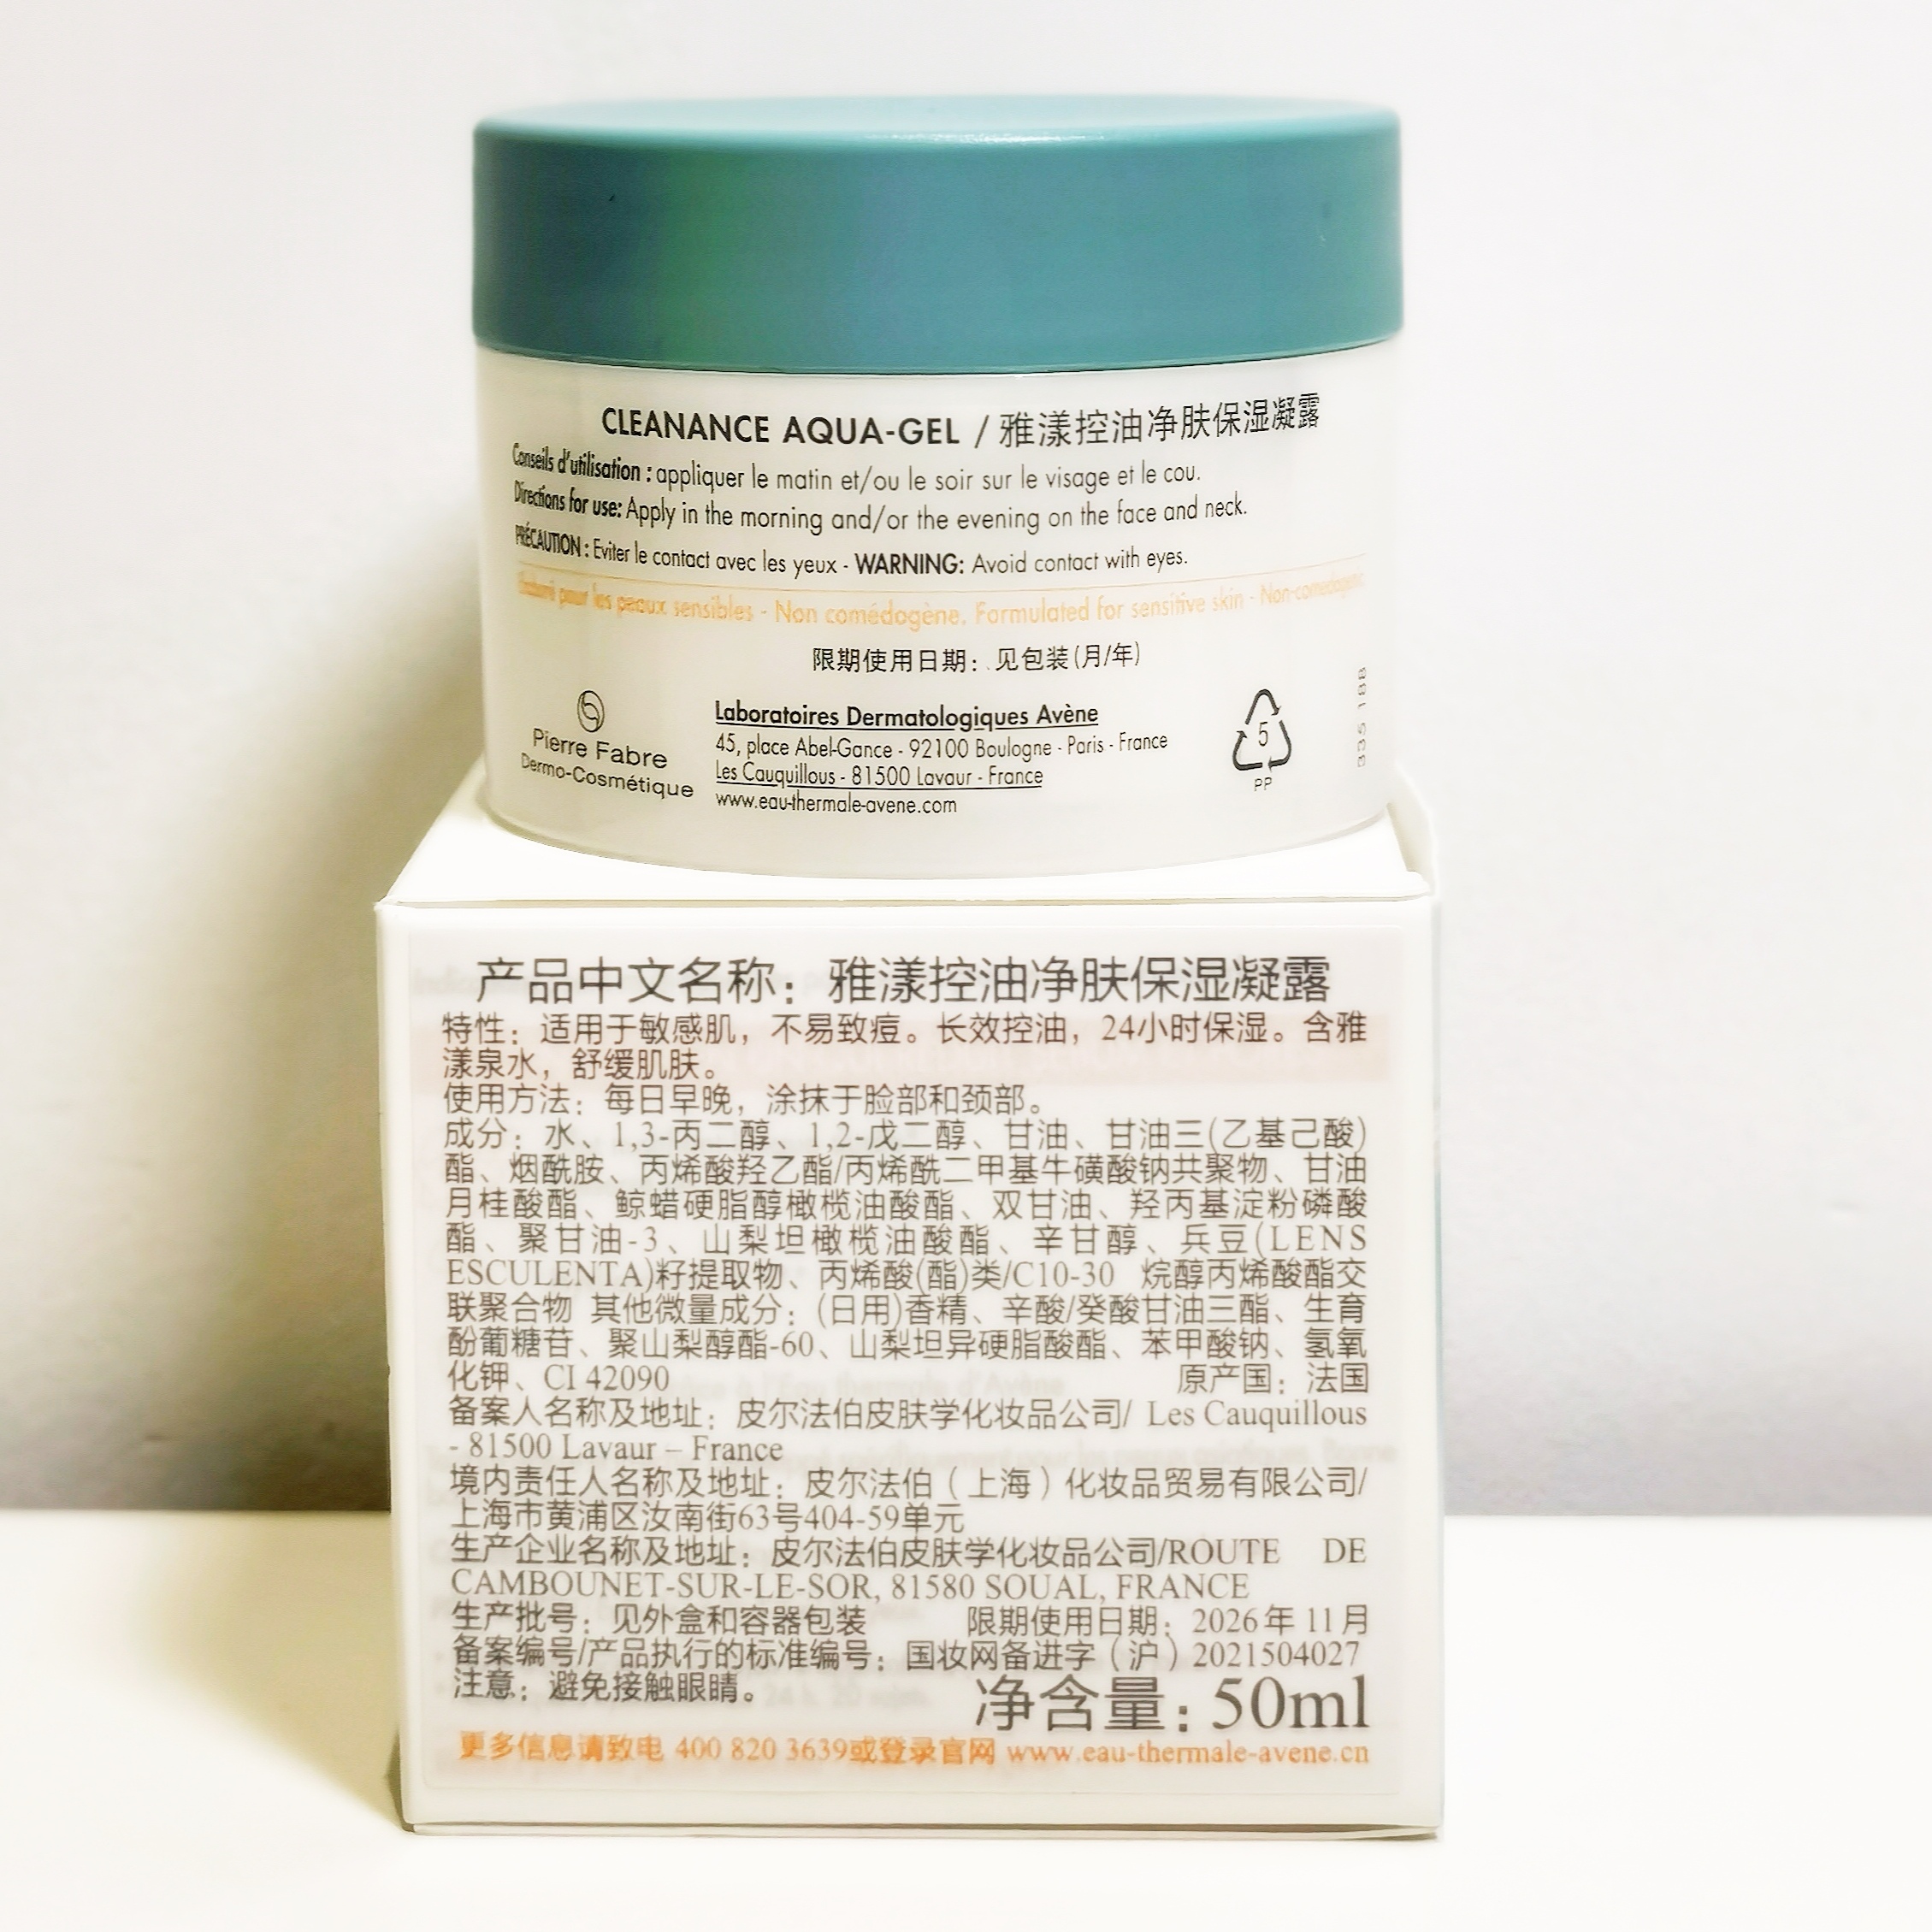 CLEANANCE AQUA-GEL / 雅漾控油净肤保湿凝露
Conseils d'utilisation : appliquer le matin et/ou le soir sur le visage et le cou.
Directions for use: Apply in the morning and/or the evening on the face and neck.
PRÉCAUTION : Eviter le contact avec les yeux - WARNING: Avoid contact with eyes.
pour les peaux sensibles - Non comédogène. Formulated for sensitive skin - Non-comedogenic.
限期使用日期：见包装(月/年)
Pierre Fabre
Dermo-Cosmétique
Laboratoires Dermatologiques Avène
45, place Abel-Gance - 92100 Boulogne - Paris - France
Les Cauquillous - 81500 Lavaur - France
www.eau-thermale-avene.com
5
PP
335 188
产品中文名称：雅漾控油净肤保湿凝露
特性：适用于敏感肌，不易致痘。长效控油，24小时保湿。含雅
漾泉水，舒缓肌肤。
使用方法：每日早晚，涂抹于脸部和颈部。
成分：水、1,3-丙二醇、1,2-戊二醇、甘油、甘油三(乙基己酸)
酯、烟酰胺、丙烯酸羟乙酯/丙烯酰二甲基牛磺酸钠共聚物、甘油
月桂酸酯、鲸蜡硬脂醇橄榄油酸酯、双甘油、羟丙基淀粉磷酸
酯、聚甘油-3、山梨坦橄榄油酸酯、辛甘醇、兵豆(LENS
ESCULENTA)籽提取物、丙烯酸(酯)类/C10-30 烷醇丙烯酸酯交
联聚合物 其他微量成分：(日用)香精、辛酸/癸酸甘油三酯、生育
酚葡糖苷、聚山梨醇酯-60、山梨坦异硬脂酸酯、苯甲酸钠、氢氧
化钾、CI 42090 原产国：法国
备案人名称及地址：皮尔法伯皮肤学化妆品公司/ Les Cauquillous
- 81500 Lavaur – France
境内责任人名称及地址：皮尔法伯（上海）化妆品贸易有限公司/
上海市黄浦区汝南街63号404-59单元
生产企业名称及地址：皮尔法伯皮肤学化妆品公司/ROUTE DE
CAMBOUNET-SUR-LE-SOR, 81580 SOUAL, FRANCE
生产批号：见外盒和容器包装 限期使用日期：2026年 11月
备案编号/产品执行的标准编号：国妆网备进字（沪）2021504027
注意：避免接触眼睛。 净含量：50ml
更多信息请致电 400 820 3639或登录官网 www.eau-thermale-avene.cn